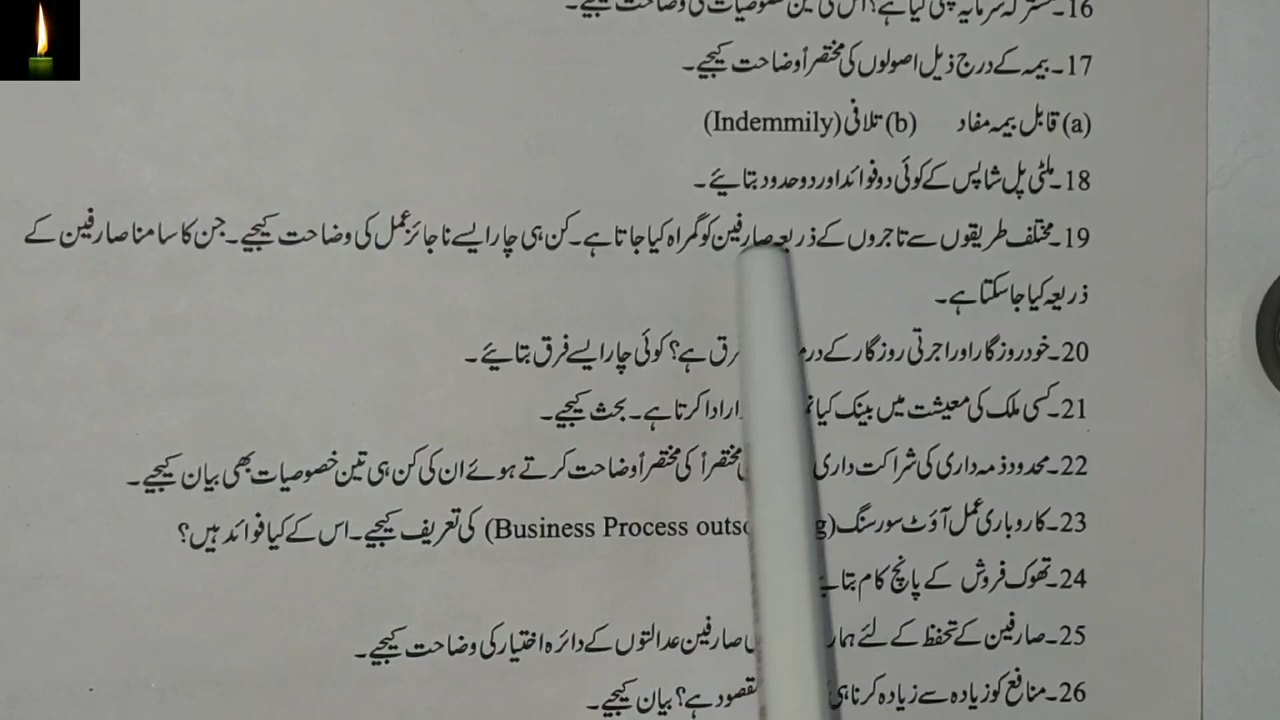 16۔مشترکہ سرمایہ کمپنی کیا ہے؟ اس کی تین خصوصیات کی وضاحت کیجیے۔
17۔بیمہ کے درج ذیل اصولوں کی مختصراً وضاحت کیجیے۔
(a) قابل بیمہ مفاد (b) تلافی (Indemmily)
18۔ملٹی پل شاپس کے کوئی دو فوائد اور دو حدود بتائیے۔
19۔مختلف طریقوں سے تاجروں کے ذریعہ صارفین کو گمراہ کیا جاتا ہے۔کن ہی چار ایسے ناجائز عمل کی وضاحت کیجیے۔جن کا سامنا صارفین کے
ذریعہ کیا جاسکتا ہے۔
20۔خود روزگار اور اجرتی روزگار کے فرق ہے؟ کوئی چار ایسے فرق بتائیے۔
21۔کسی ملک کی معیشت میں بینک کیا ادا کرتا ہے۔بحث کیجیے۔
22۔محدود ذمہ داری کی شراکت داری مختصراً کی مختصراً وضاحت کرتے ہوئے ان کی کن ہی تین خصوصیات بھی بیان کیجیے۔
23۔کاروباری عمل آؤٹ سورسنگ (Business Process کی تعریف کیجیے۔اس کے کیا فوائد ہیں؟
24۔تھوک فروش کے پانچ کام
25۔صارفین کے تحفظ کے لئے صارفین عدالتوں کے دائرہ اختیار کی وضاحت کیجیے۔
26۔منافع کو زیادہ سے زیادہ کرنا ہی مقصود ہے؟ بیان کیجیے۔